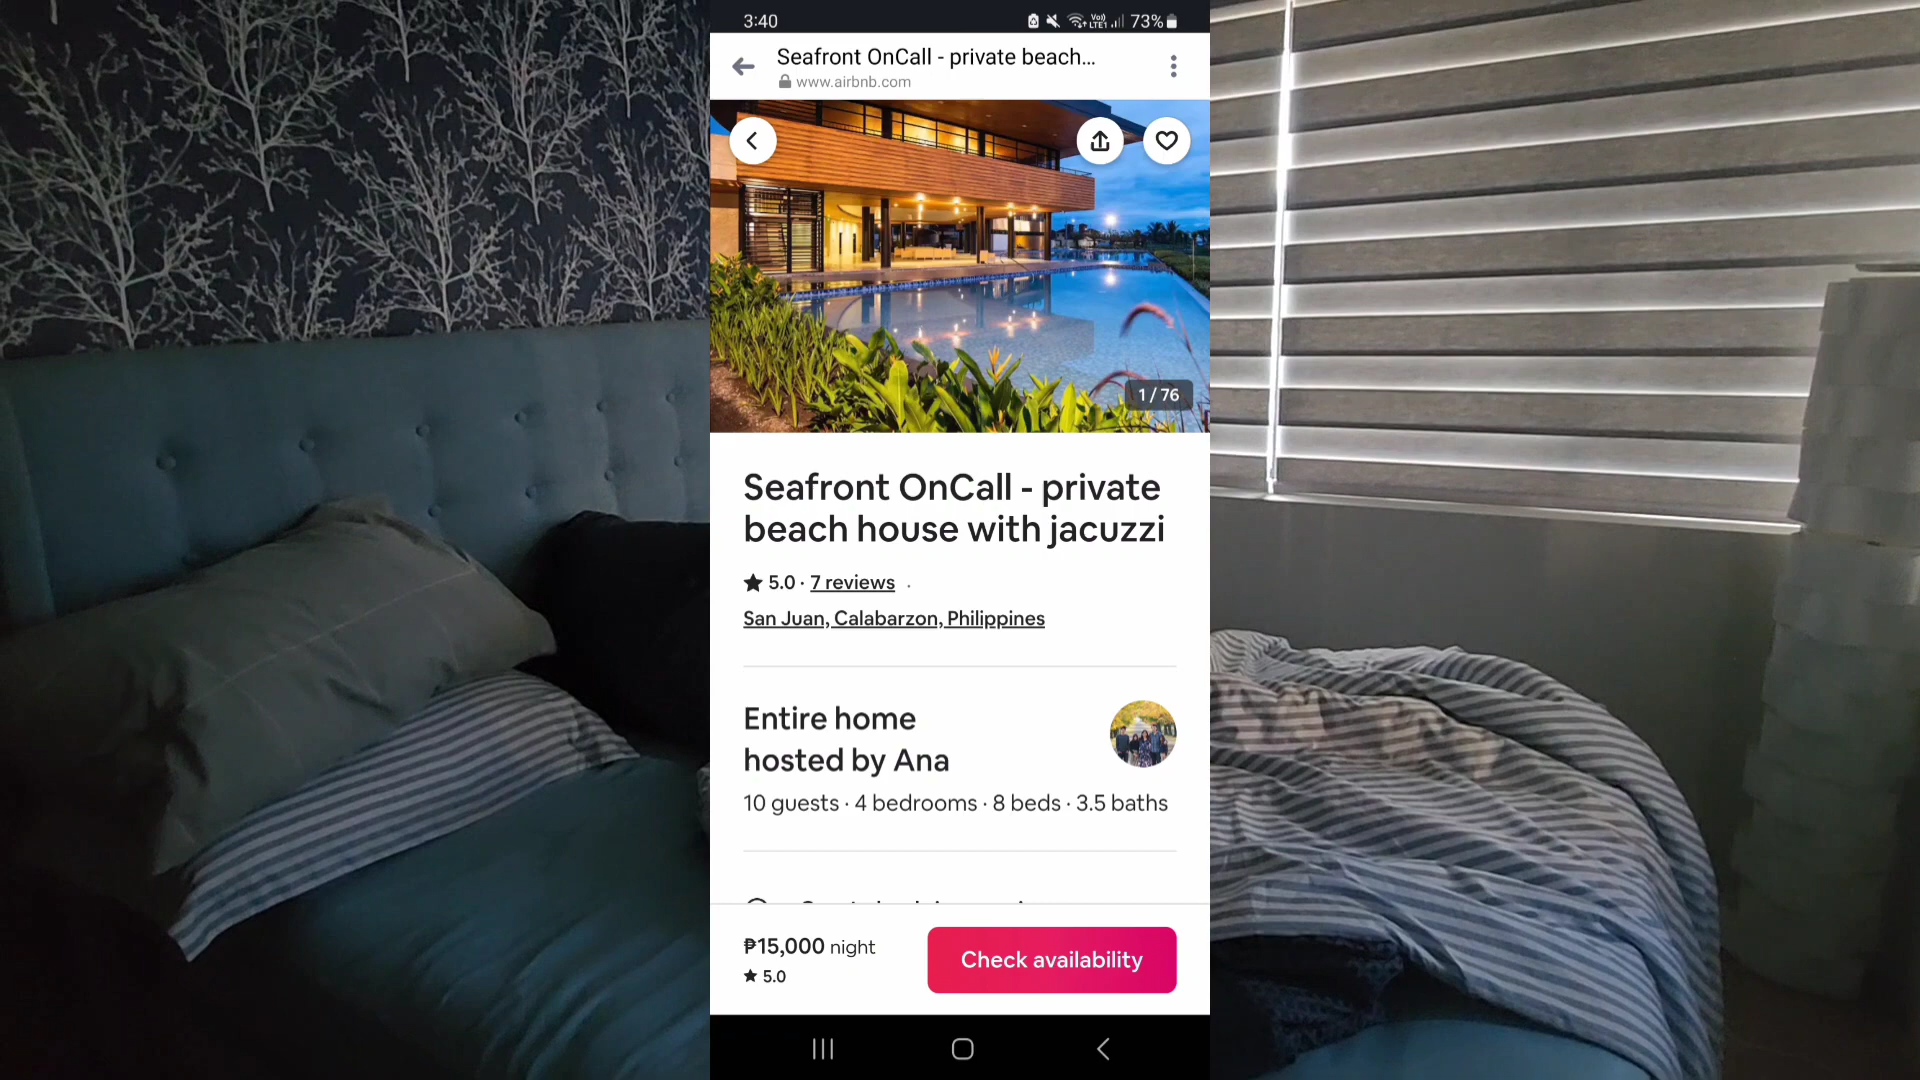 3:40
Vo)) LTE1 73%
Seafront OnCall - private beach...
www.airbnb.com
1 / 76
Seafront OnCall - private
beach house with jacuzzi
5.0 · 7 reviews ·
San Juan, Calabarzon, Philippines
Entire home
hosted by Ana
10 guests · 4 bedrooms · 8 beds · 3.5 baths
₱15,000 night
5.0
Check availability